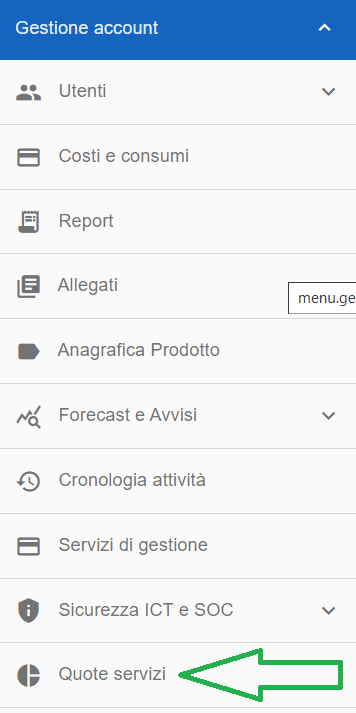 Gestione account
Utenti
Costi e consumi
Report
Allegati
menu.ge
Anagrafica Prodotto
Forecast e Avvisi
Cronologia attività
Servizi di gestione
Sicurezza ICT e SOC
Quote servizi